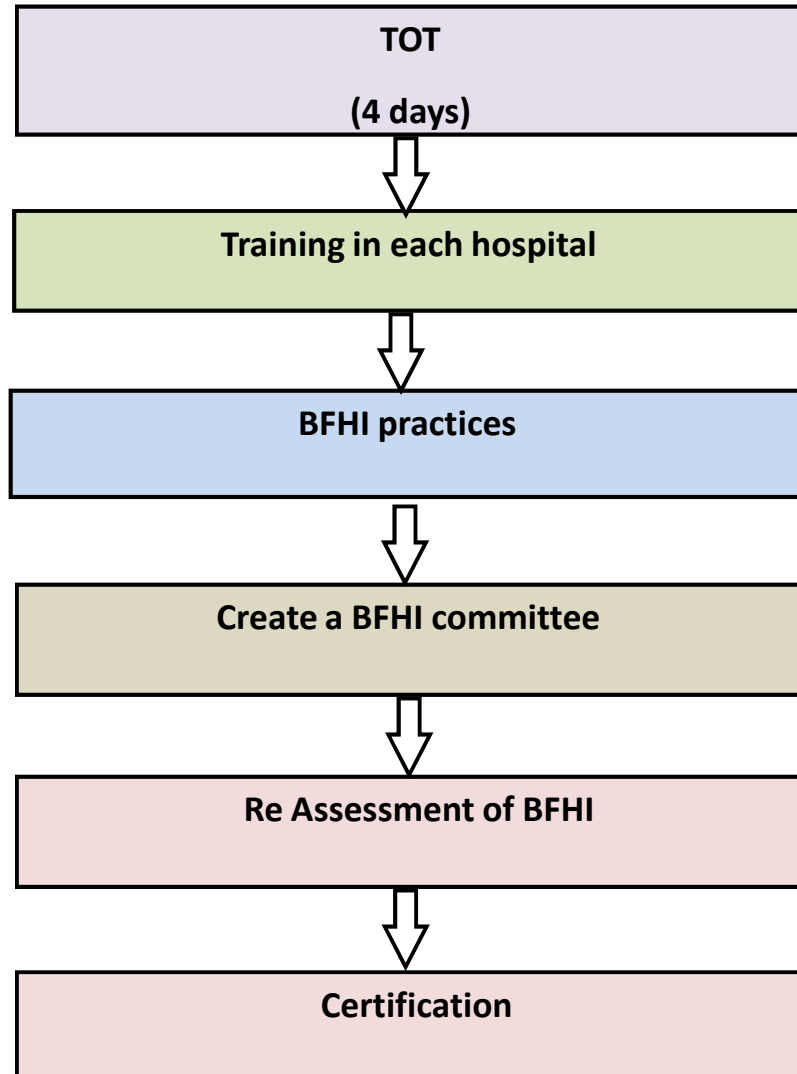 TOT
(4 days)
Training in each hospital
BFHI practices
Create a BFHI committee
Re Assessment of BFHI
Certification